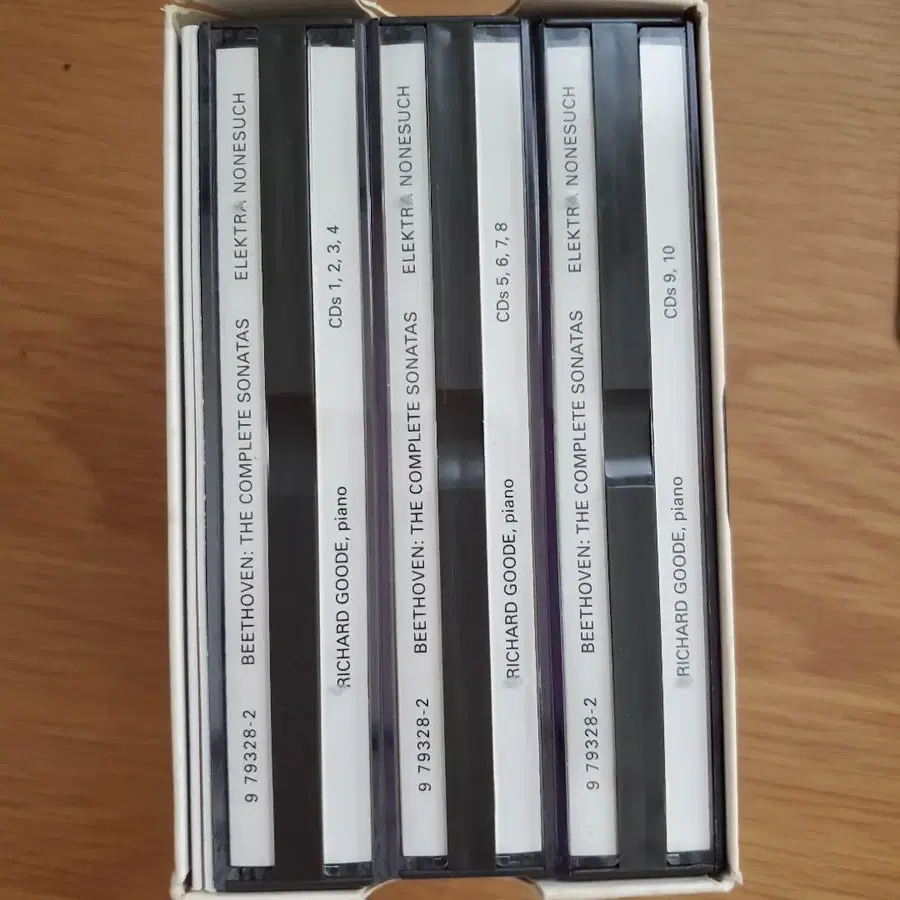 9 79328-2 BEETHOVEN: THE COMPLETE SONATAS ELEKTRA NONESUCH
RICHARD GOODE, piano CDs 1, 2, 3, 4
9 79328-2 BEETHOVEN: THE COMPLETE SONATAS ELEKTRA NONESUCH
RICHARD GOODE, piano CDs 5, 6, 7, 8
9 79328-2 BEETHOVEN: THE COMPLETE SONATAS ELEKTRA NONESUCH
RICHARD GOODE, piano CDs 9, 10